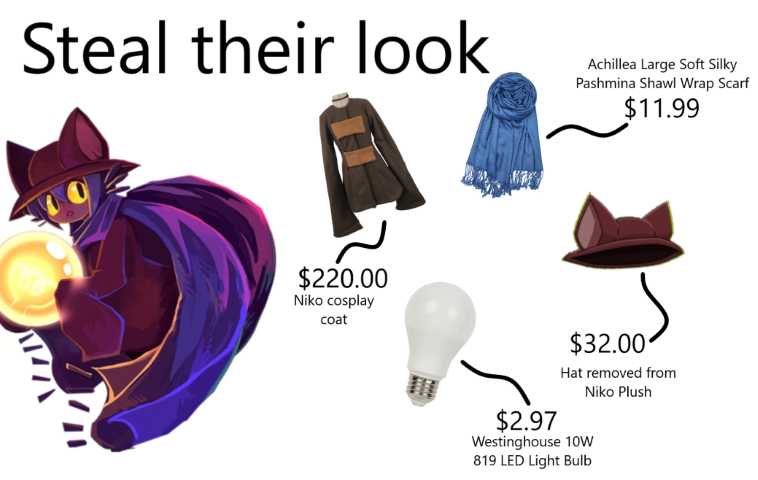 Steal their look
Achillea Large Soft Silky
Pashmina Shawl Wrap Scarf
$11.99
$220.00
Niko cosplay
coat
$32.00
Hat removed from
Niko Plush
$2.97
Westinghouse 10W
819 LED Light Bulb